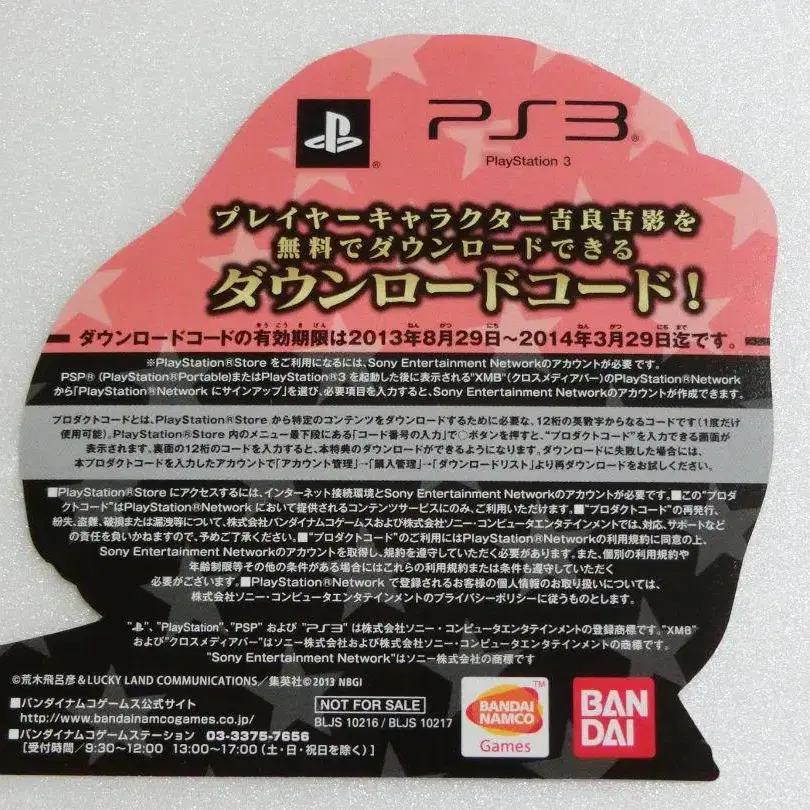 PS3
PlayStation 3
プレイヤーキャラクター吉良吉影を
無料でダウンロードできる
ダウンロードコード！
ダウンロードコードの有効期限は2013年8月29日～2014年3月29日迄です。
※PlayStation®Store をご利用になるには、Sony Entertainment Networkのアカウントが必要です。
PSP®(PlayStation®Portable)またはPlayStation®3 を起動した後に表示される"XMB"(クロスメディアバー)のPlayStation®Network
から「PlayStation®Network にサインアップ」を選び、必要項目を入力すると、Sony Entertainment Networkのアカウントが作成できます。
プロダクトコードとは、PlayStation®Store から特定のコンテンツをダウンロードするために必要な、12桁の英数字からなるコードです(1度だけ
使用可能)。PlayStation®Store 内のメニュー最下段にある「コード番号の入力」で○ボタンを押すと、"プロダクトコード"を入力できる画面が
表示されます。裏面の12桁のコードを入力すると、本特典のダウンロードができるようになります。ダウンロードに失敗した場合には、
本プロダクトコードを入力したアカウントで「アカウント管理」→「購入管理」→「ダウンロードリスト」より再ダウンロードをお試しください。
■PlayStation®Store にアクセスするには、インターネット接続環境とSony Entertainment Networkのアカウントが必要です。■この"プロダ
クトコード"はPlayStation®Network において提供されるコンテンツサービスにのみ、ご利用いただけます。■"プロダクトコード"の再発行、
紛失、盗難、破損または漏洩等について、株式会社バンダイナムコゲームスおよび株式会社ソニー・コンピュータエンタテインメントでは、対応、サポートなど
の責任を負いかねますので、予めご了承ください。■"プロダクトコード"のご利用にはPlayStation®Networkの利用規約に同意の上、
Sony Entertainment Networkのアカウントを取得し、規約を遵守していただく必要があります。また、個別の利用規約や
年齢制限等その他の条件がある場合にはこれらの利用規約または条件も遵守していただく
必要がございます。■PlayStation®Network で登録されるお客様の個人情報のお取り扱いについては、
株式会社ソニー・コンピュータエンタテインメントのプライバシーポリシーに従うものとします。
"", "PlayStation"、"PSP" および "PS3" は株式会社ソニー・コンピュータエンタテインメントの登録商標です。"XMB"
および"クロスメディアバー"はソニー株式会社および株式会社ソニー・コンピュータエンタテインメントの商標です。
"Sony Entertainment Network"はソニー株式会社の商標です
©荒木飛呂彦&LUCKY LAND COMMUNICATIONS／集英社©2013 NBGI
■バンダイナムコゲームス公式サイト
http://www.bandainamcogames.co.jp/
■バンダイナムコゲームステーション 03-3375-7656
[受付時間／9:30～12:00 13:00～17:00(土・日・祝日を除く)]
NOT FOR SALE
BLJS 10216 / BLJS 10217
BANDAI
NAMCO
Games
BAN
DAI